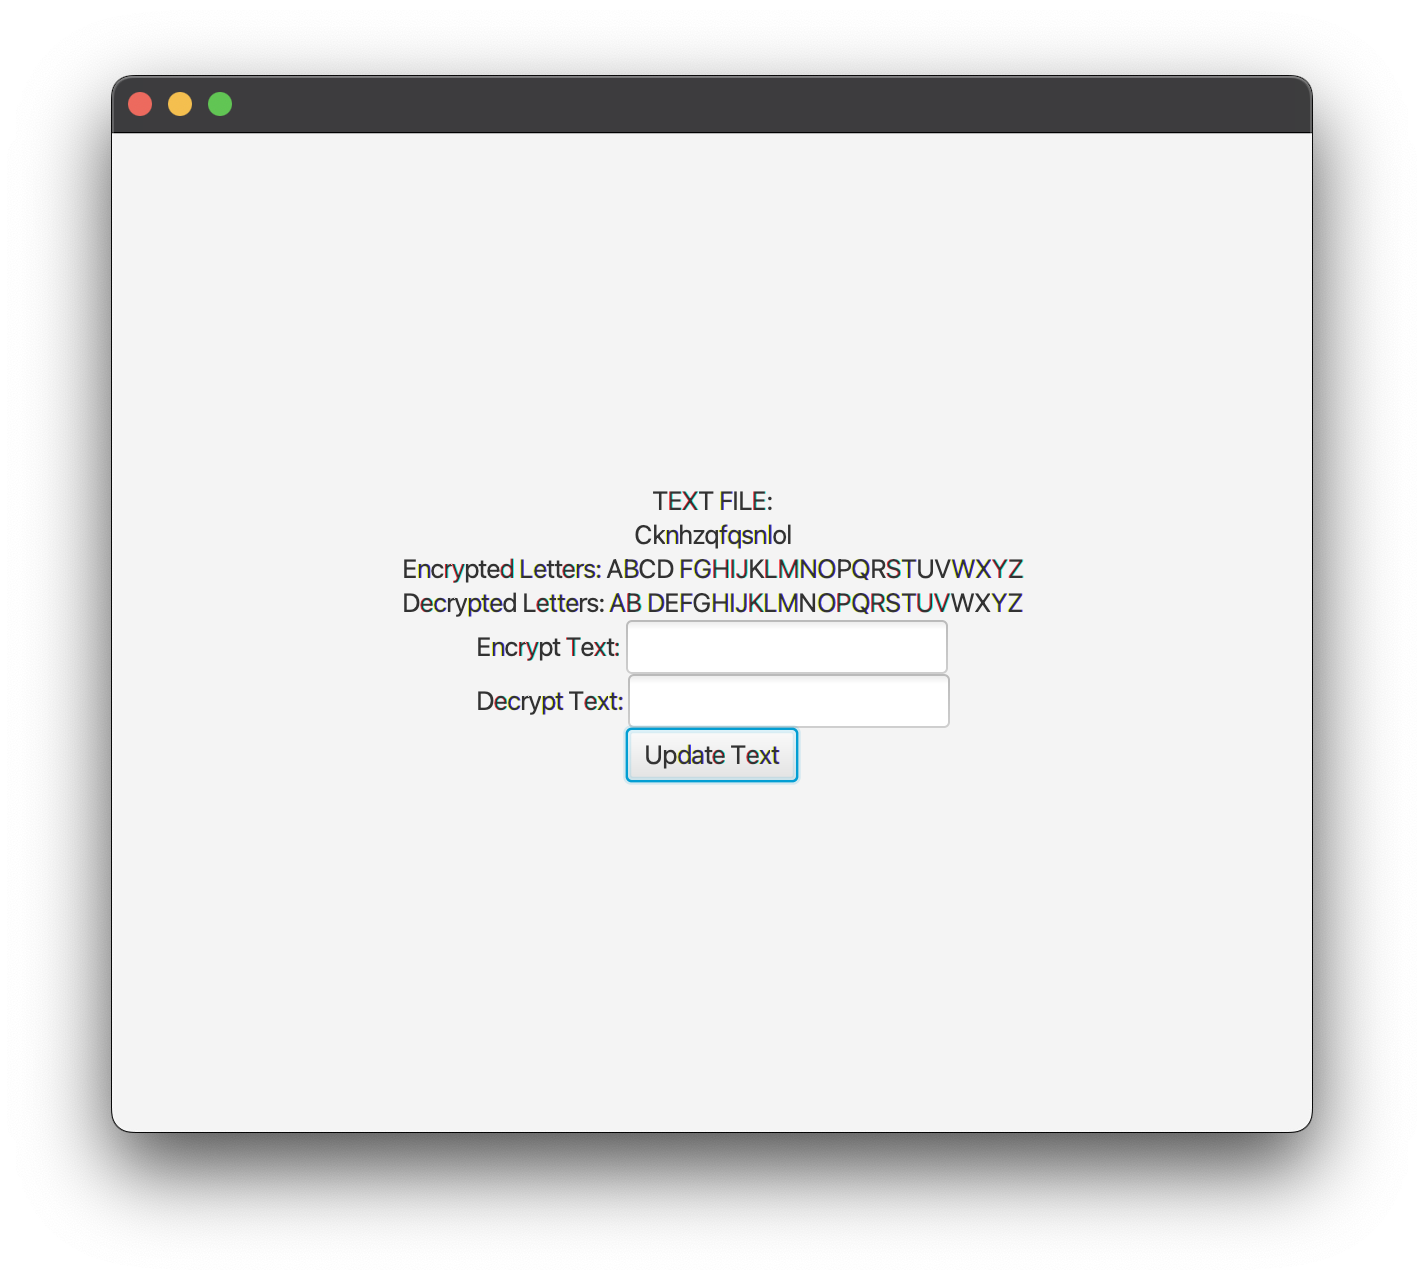 TEXT FILE:
Cknhzqfqsnlol
Encrypted Letters: ABCD FGHIJKLMNOPQRSTUVWXYZ
Decrypted Letters: AB DEFGHIJKLMNOPQRSTUVWXYZ
Encrypt Text:
Decrypt Text:
Update Text